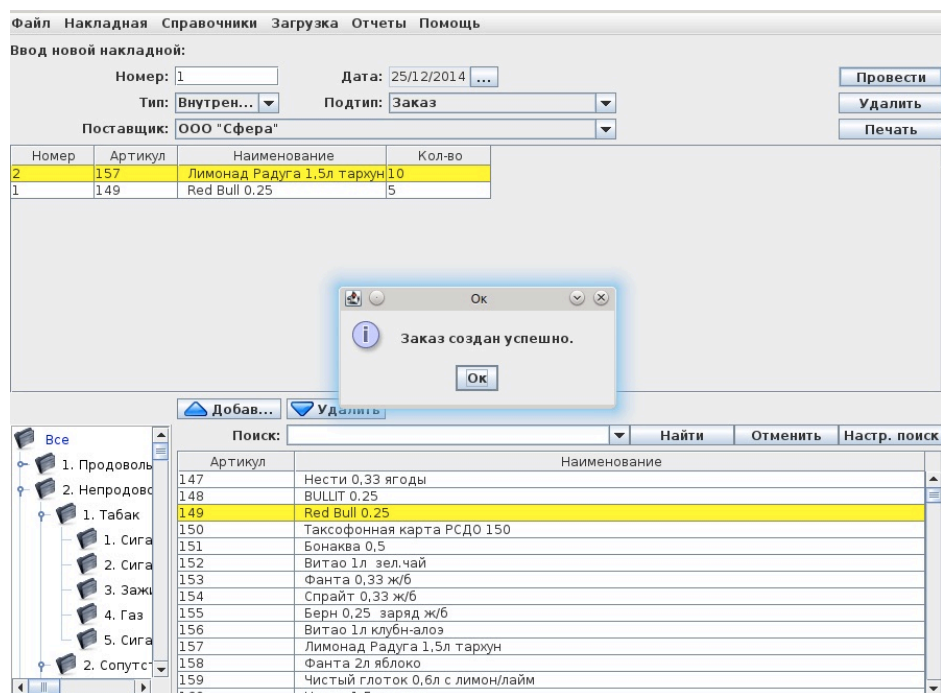 Файл Накладная Справочники Загрузка Отчеты Помощь
Ввод новой накладной:
Номер: 1 Дата: 25/12/2014 ... Провести
Тип: Внутрен... Подтип: Заказ Удалить
Поставщик: ООО "Сфера" Печать
Номер Артикул Наименование Кол-во
2 157 Лимонад Радуга 1,5л тархун 10
1 149 Red Bull 0.25 5
Ок
Заказ создан успешно.
Ок
Добав... Удалить
Все
1. Продоволь
2. Непродовс
1. Табак
1. Сига
2. Сига
3. Зажи
4. Газ
5. Сига
2. Сопутст
Поиск: Найти Отменить Настр. поиск
Артикул Наименование
147 Нести 0,33 ягоды
148 BULLIT 0.25
149 Red Bull 0.25
150 Таксофонная карта РСДО 150
151 Бонаква 0,5
152 Витао 1л зел.чай
153 Фанта 0,33 ж/б
154 Спрайт 0,33 ж/б
155 Берн 0,25 заряд ж/б
156 Витао 1л клубн-алоэ
157 Лимонад Радуга 1,5л тархун
158 Фанта 2л яблоко
159 Чистый глоток 0,6л с лимон/лайм